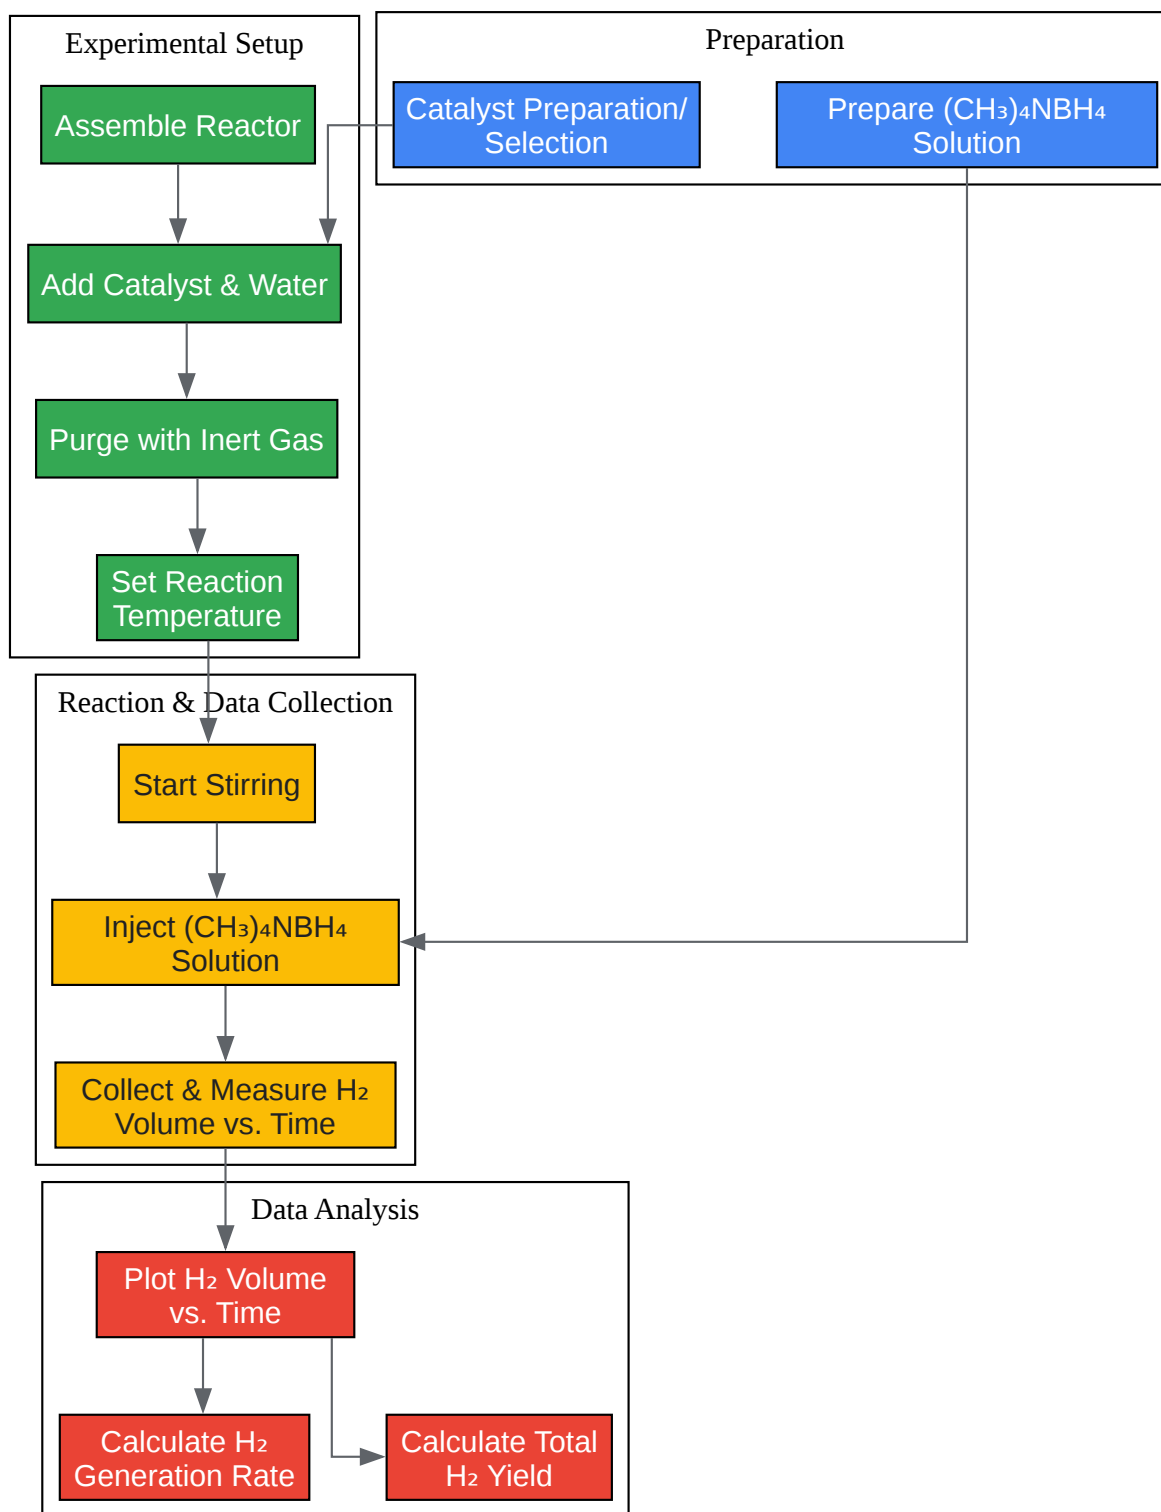 Experimental Setup
Assemble Reactor
Add Catalyst & Water
Purge with Inert Gas
Set Reaction
Temperature
Preparation
Catalyst Preparation/
Selection
Prepare (CH₃)₄NBH₄
Solution
Reaction & Data Collection
Start Stirring
Inject (CH₃)₄NBH₄
Solution
Collect & Measure H₂
Volume vs. Time
Data Analysis
Plot H₂ Volume
vs. Time
Calculate H₂
Generation Rate
Calculate Total
H₂ Yield